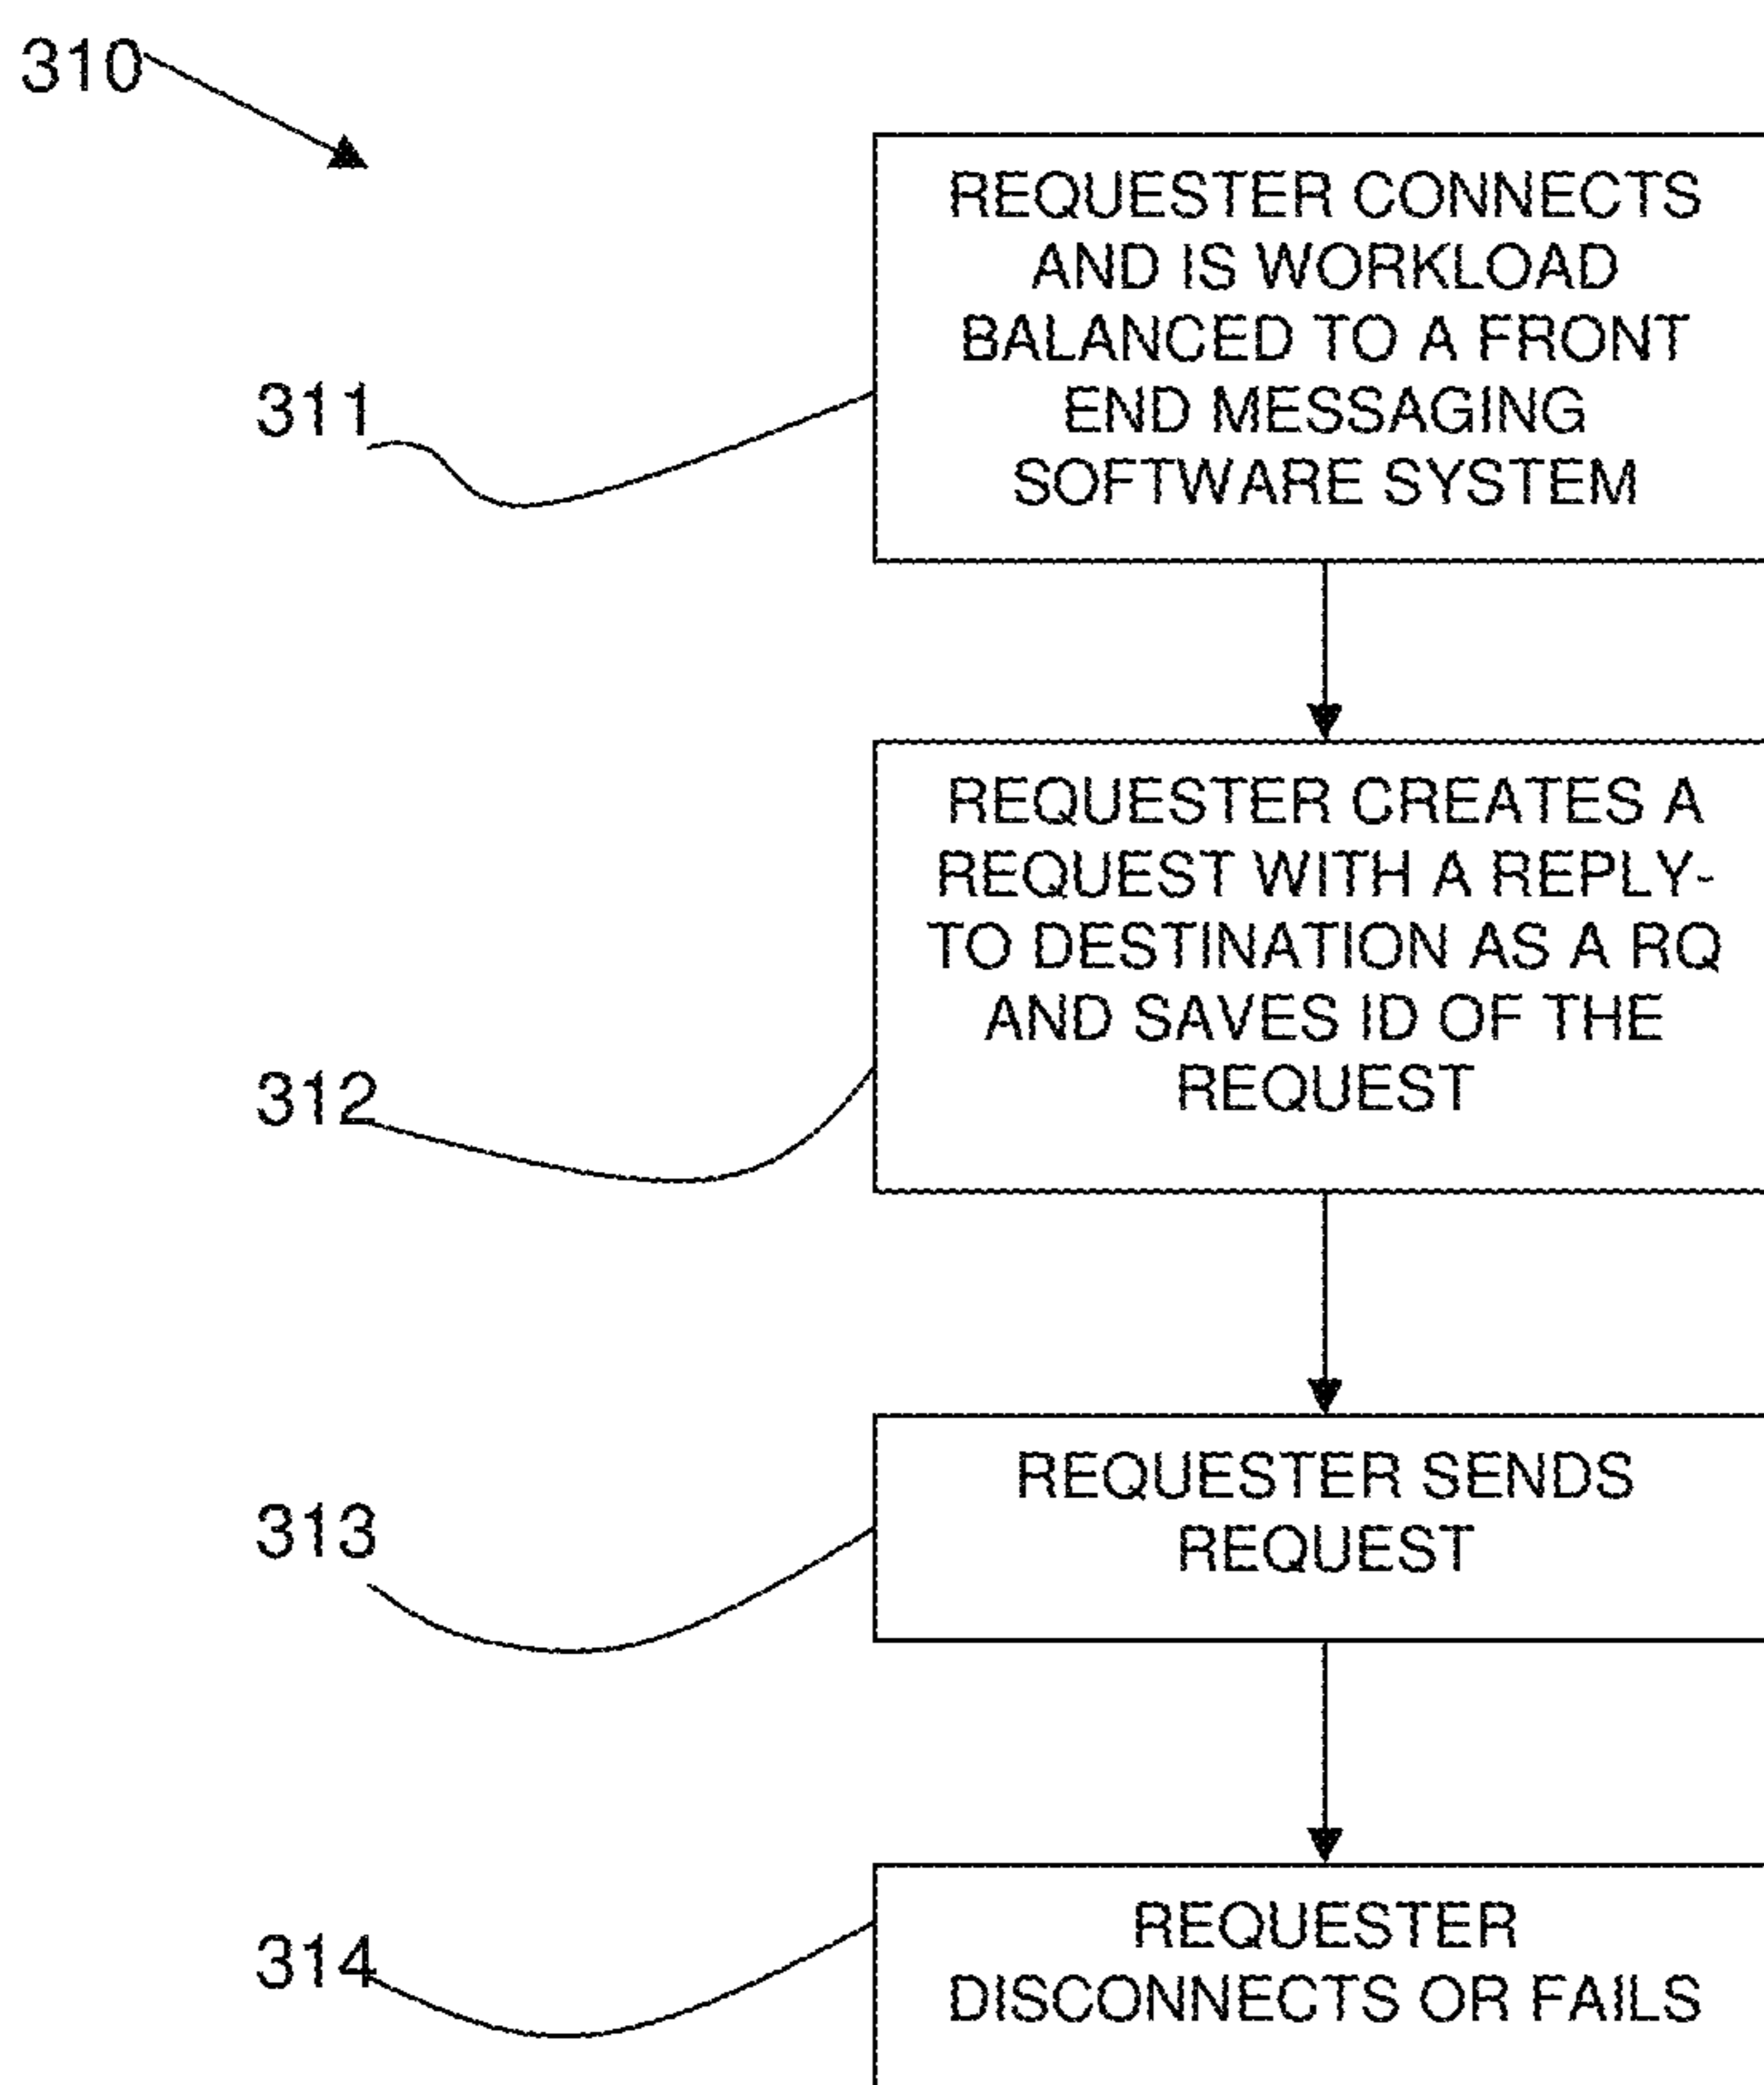 310
REQUESTER CONNECTS
AND IS WORKLOAD
BALANCED TO A FRONT
END MESSAGING
SOFTWARE SYSTEM
311
REQUESTER CREATES A
REQUEST WITH A REPLY-
TO DESTINATION AS A RQ
AND SAVES ID OF THE
REQUEST
312
REQUESTER SENDS
REQUEST
313
REQUESTER
DISCONNECTS OR FAILS
314